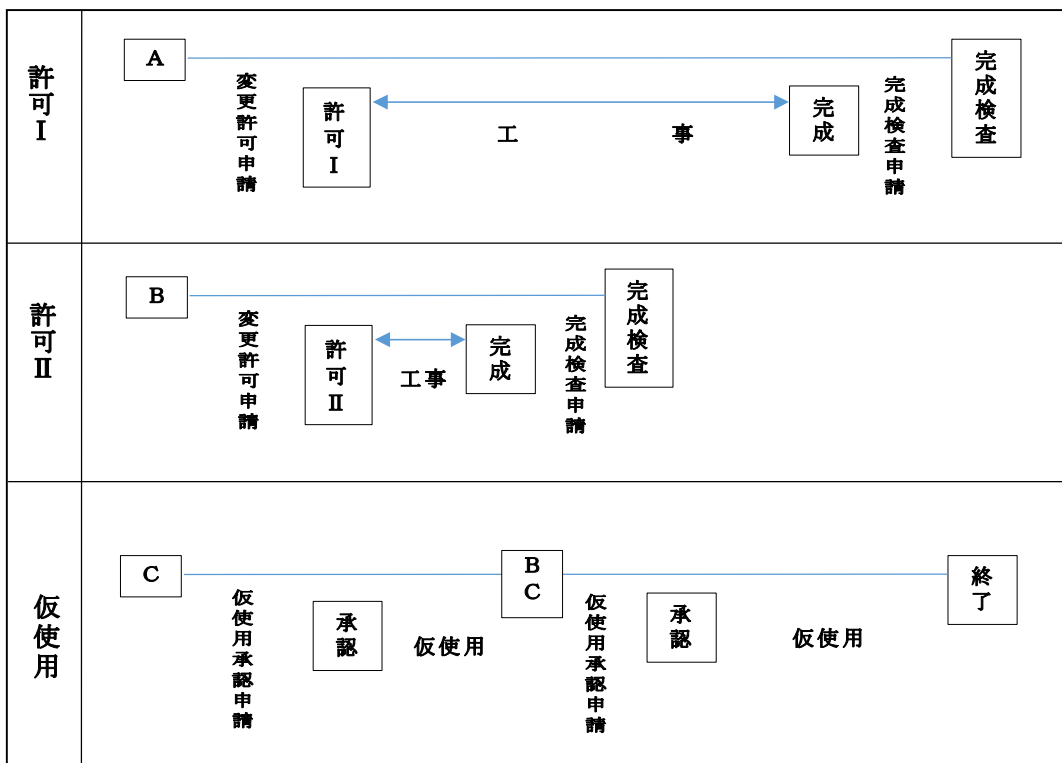 許可Ⅰ
A
変更許可申請
許可Ⅰ
工事
完成
完成検査申請
完成検査
許可Ⅱ
B
変更許可申請
許可Ⅱ
工事
完成
完成検査申請
完成検査
仮使用
C
仮使用承認申請
承認
仮使用
BC
仮使用承認申請
承認
仮使用
終了